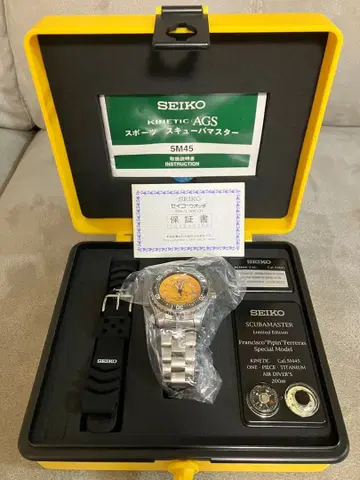 SEIKO
KINETIC AGS
スポーツ スキューバマスター
5M45
取扱説明書
INSTRUCTION
SEIKO
セイコーウオッチ
保証書
SEIKO
SEIKO
SCUBAMASTER
Limited Edition
Francisco "Pipin" Ferreras
Special Model
KINETIC Cal.5M45
ONE-PIECE TITANIUM
AIR DIVER'S
200m